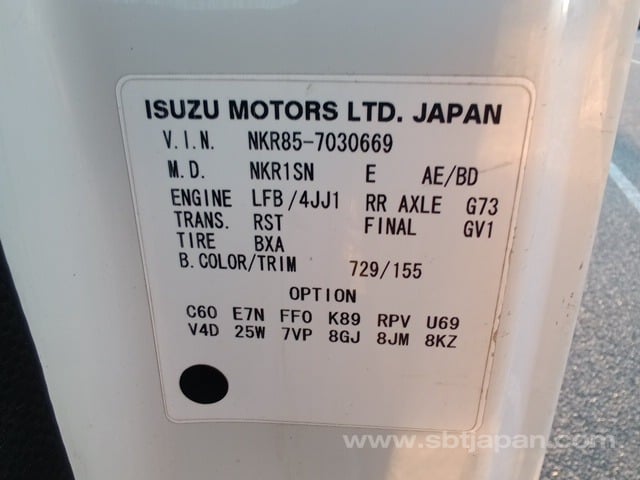 ISUZU MOTORS LTD. JAPAN
V.I.N. NKR85-7030669
M.D. NKR1SN E AE/BD
ENGINE LFB/4JJ1 RR AXLE G73
TRANS. RST FINAL GV1
TIRE BXA
B.COLOR/TRIM 729/155
OPTION
C60 E7N FF0 K89 RPV U69
V4D 25W 7VP 8GJ 8JM 8KZ
www.sbtjapan.com